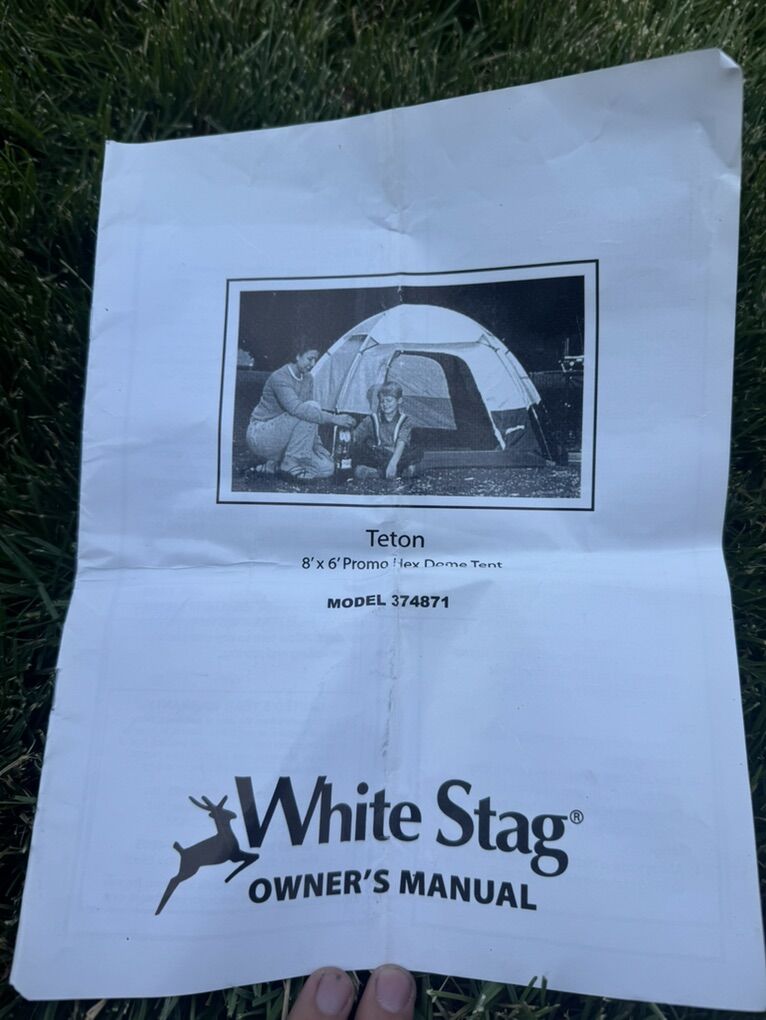 Teton
8' x 6' Promo Hex Dome Tent
MODEL 374871
White Stag®
OWNER'S MANUAL